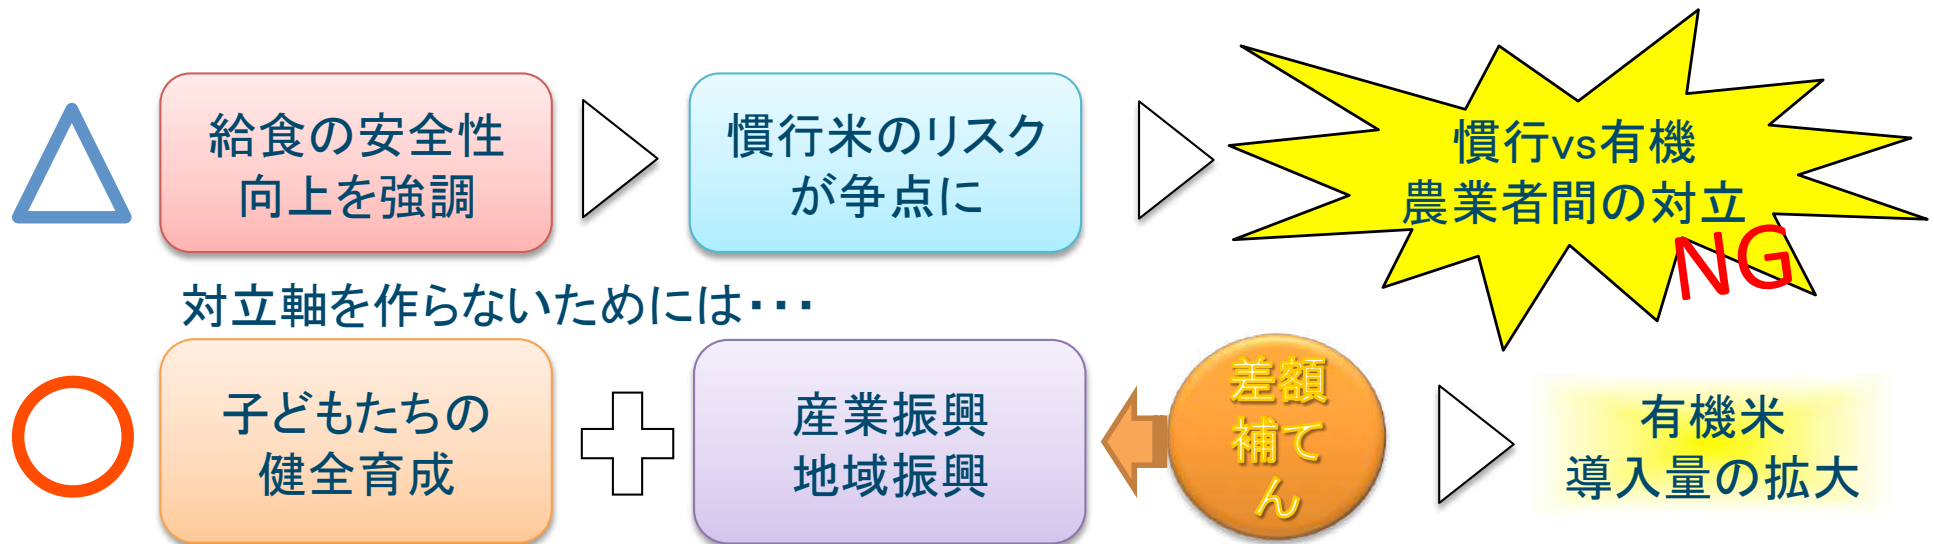 給食の安全性
向上を強調
慣行米のリスク
が争点に
慣行vs有機
農業者間の対立
NG
対立軸を作らないためには・・・
子どもたちの
健全育成
産業振興
地域振興
差額
補て
ん
有機米
導入量の拡大